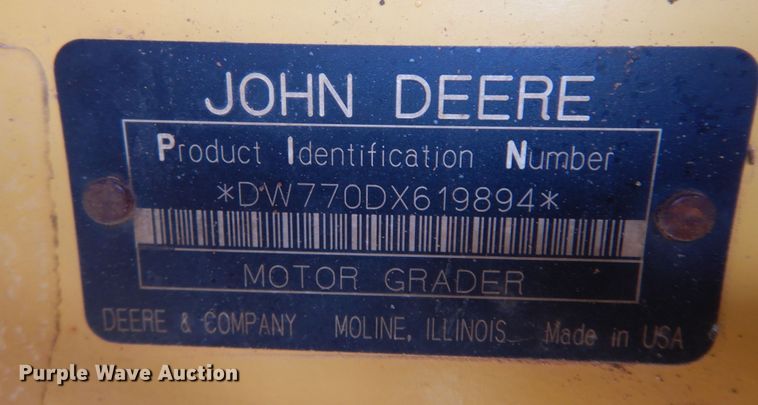 JOHN DEERE
Product Identification Number
*DW770DX619894*
MOTOR GRADER
DEERE & COMPANY MOLINE, ILLINOIS Made in USA
Purple Wave Auction